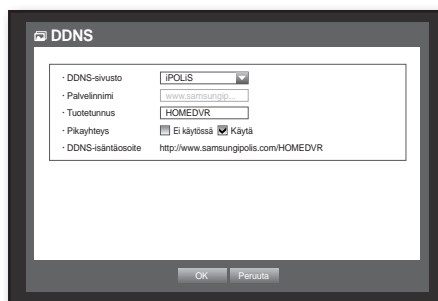 DDNS
· DDNS-sivusto iPOLiS
· Palvelinnimi www.samsungip...
· Tuotetunnus HOMEDVR
· Pikayhteys Ei käytössä Käytä
· DDNS-isäntäosoite http://www.samsungipolis.com/HOMEDVR
OK Peruuta